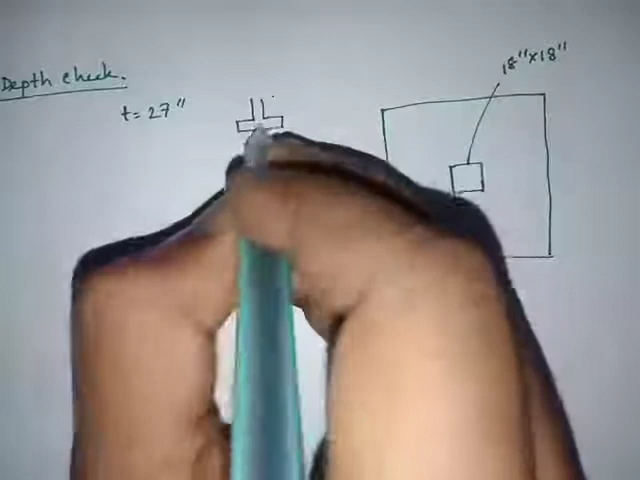 Depth check.
t = 27"
18"x18"